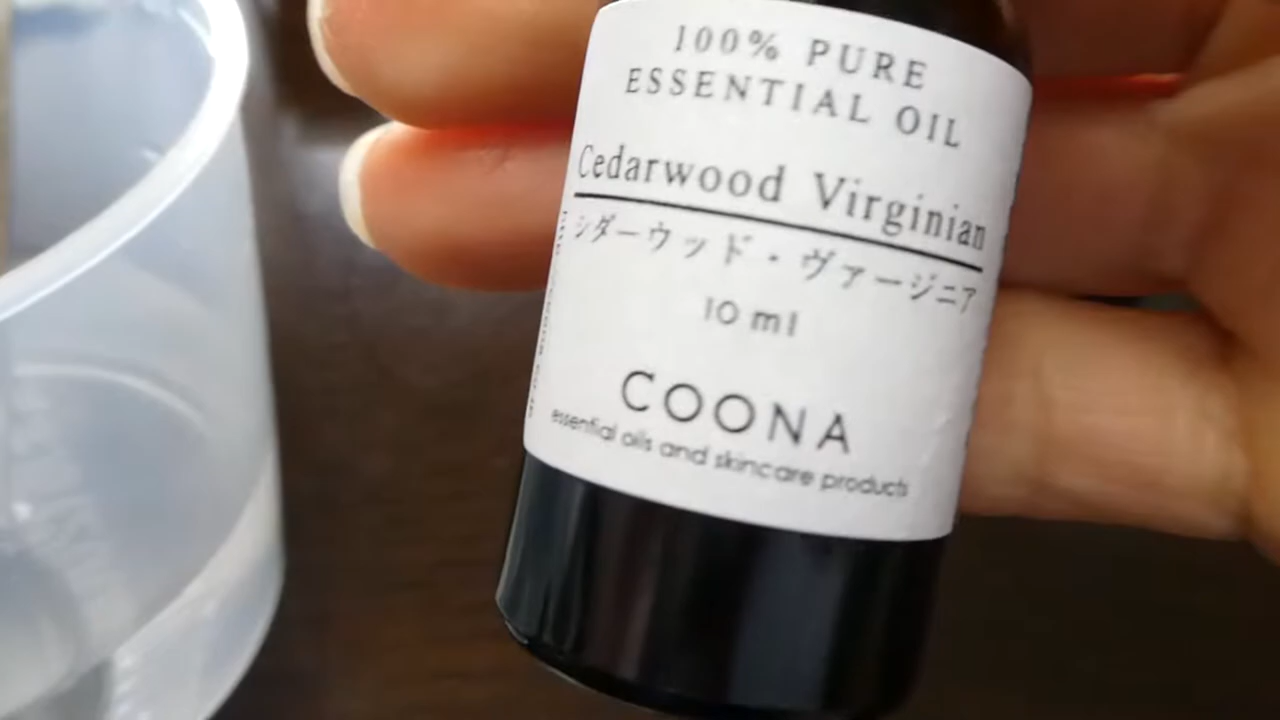 100% PURE
ESSENTIAL OIL
Cedarwood Virginian
シダーウッド・ヴァージニア
10 ml
COONA
essential oils and skincare products